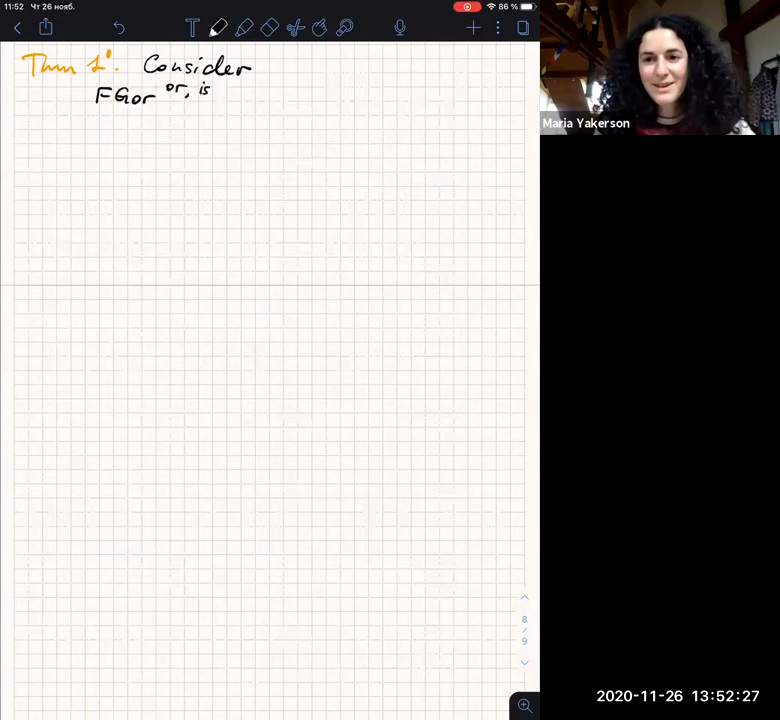 11:52 Чт 26 нояб.
86 %
T
Thm 1'. Consider
FGor or, is
Maria Yakerson
8
/
9
2020-11-26 13:52:27